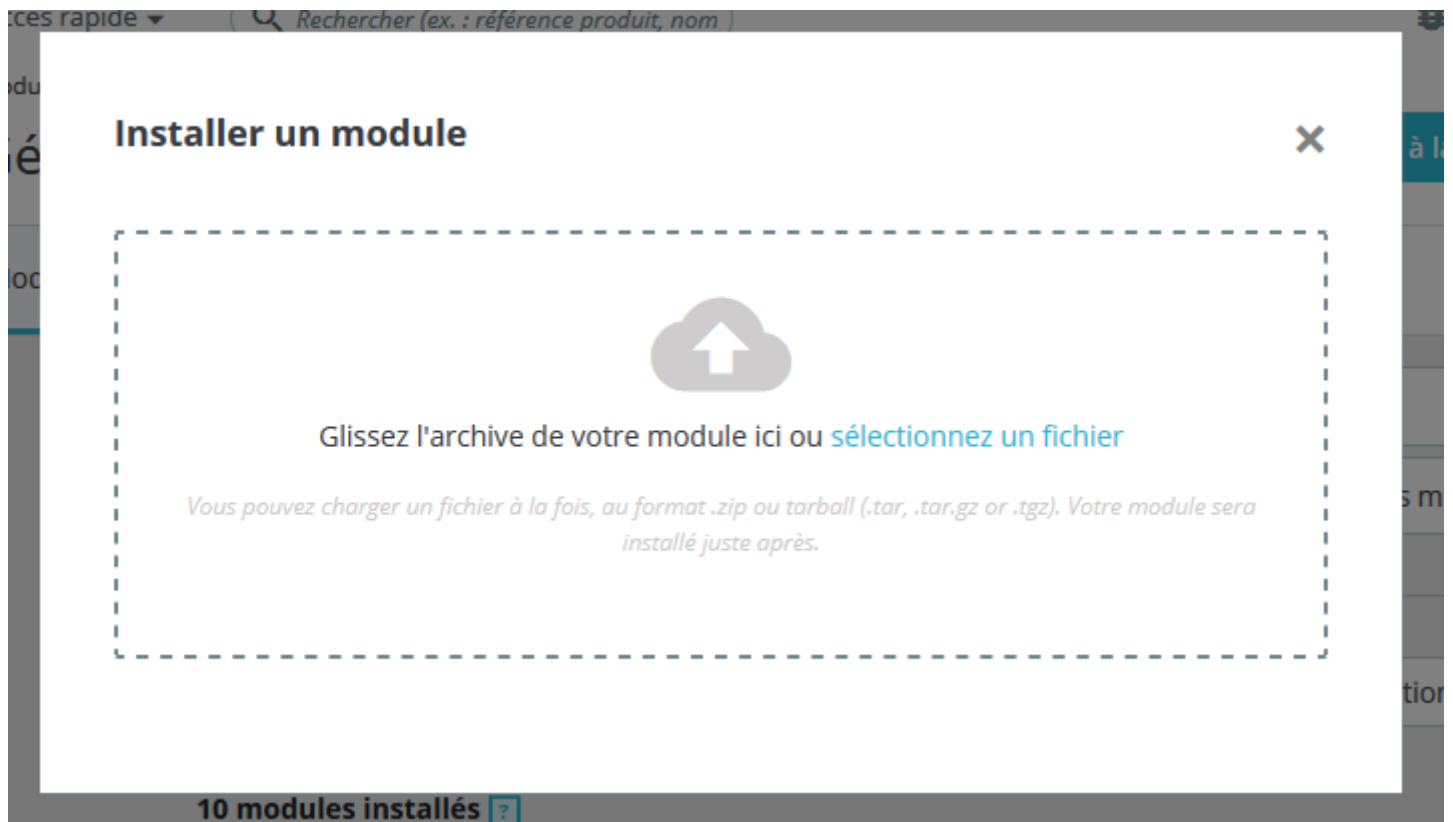 rapide
Rechercher (ex. : référence produit, nom
Installer un module
à la
Glissez l'archive de votre module ici ou sélectionnez un fichier
Vous pouvez charger un fichier à la fois, au format .zip ou tarball (.tar, .tar.gz or .tgz). Votre module sera
installé juste après.
10 modules installés ?